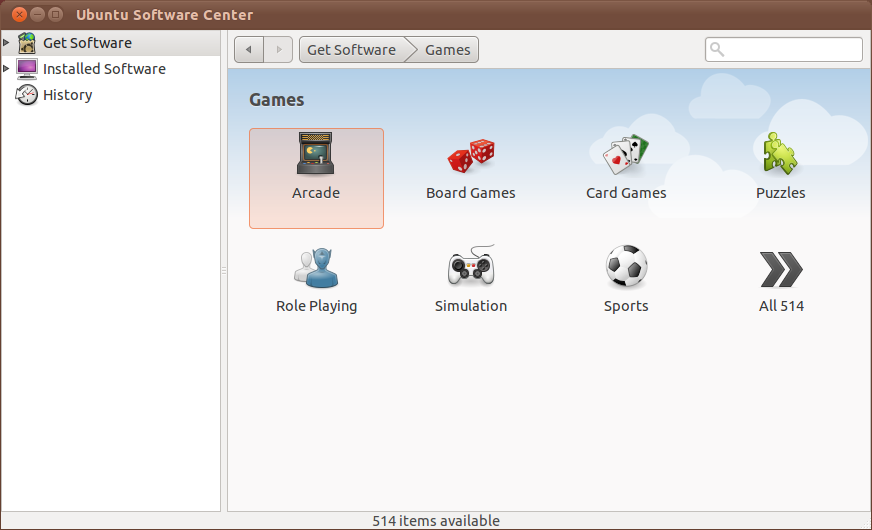 Ubuntu Software Center
Get Software
Installed Software
History
Get Software Games
Games
Arcade Board Games Card Games Puzzles
Role Playing Simulation Sports All 514
514 items available